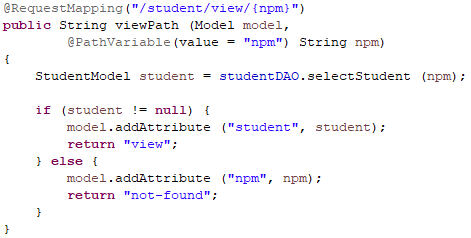 @RequestMapping("/student/view/{npm}")
public String viewPath (Model model,
        @PathVariable(value = "npm") String npm)
{
    StudentModel student = studentDAO.selectStudent (npm);

    if (student != null) {
        model.addAttribute ("student", student);
        return "view";
    } else {
        model.addAttribute ("npm", npm);
        return "not-found";
    }
}